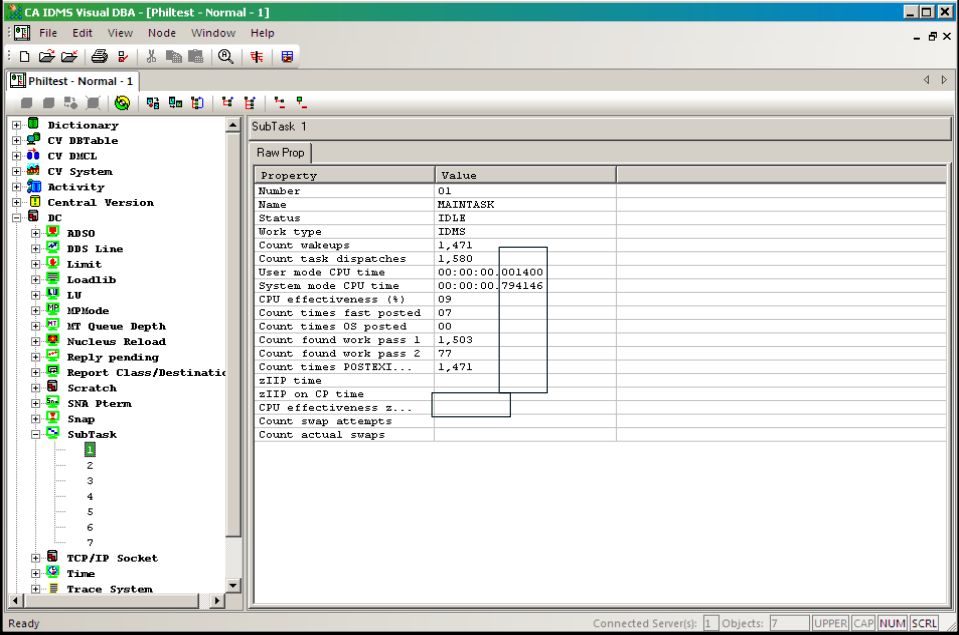 CA IDMS Visual DBA - [Philtest - Normal - 1]
File Edit View Node Window Help
Philtest - Normal - 1
Dictionary
CV DBTable
CV DMCL
CV System
Activity
Central Version
DC
ADSO
DDS Line
Limit
Loadlib
LU
MPMode
MT Queue Depth
Nucleus Reload
Reply pending
Report Class/Destinatio
Scratch
SNA Pterm
Snap
SubTask
1
2
3
4
5
6
7
TCP/IP Socket
Time
Trace System
SubTask 1
Raw Prop
Property Value
Number 01
Name MAINTASK
Status IDLE
Work type IDMS
Count wakeups 1,471
Count task dispatches 1,580
User mode CPU time 00:00:00.001400
System mode CPU time 00:00:00.794146
CPU effectiveness (%) 09
Count times fast posted 07
Count times OS posted 00
Count found work pass 1 1,503
Count found work pass 2 77
Count times POSTEXI... 1,471
zIIP time
zIIP on CP time
CPU effectiveness z...
Count swap attempts
Count actual swaps
Ready Connected Server(s): 1 Objects: 7 UPPER CAP NUM SCRL